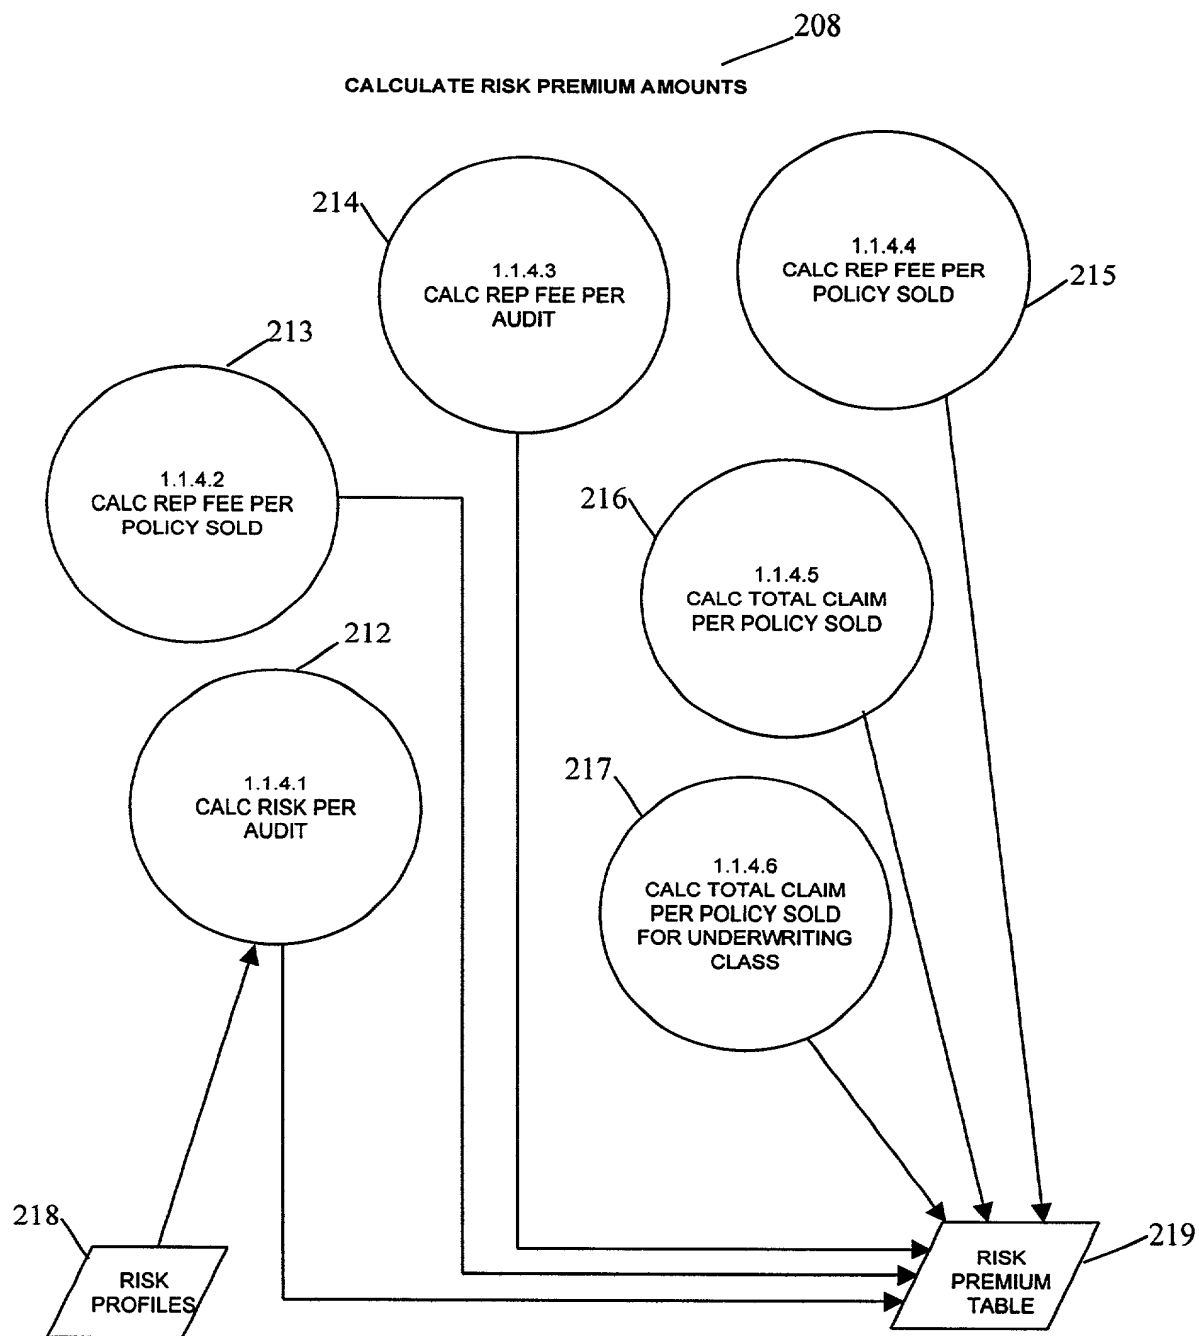 208
CALCULATE RISK PREMIUM AMOUNTS
214
1.1.4.3
CALC REP FEE PER
AUDIT
1.1.4.4
CALC REP FEE PER
POLICY SOLD
215
213
1.1.4.2
CALC REP FEE PER
POLICY SOLD
216
1.1.4.5
CALC TOTAL CLAIM
PER POLICY SOLD
212
1.1.4.1
CALC RISK PER
AUDIT
217
1.1.4.6
CALC TOTAL CLAIM
PER POLICY SOLD
FOR UNDERWRITING
CLASS
218
RISK
PROFILES
219
RISK
PREMIUM
TABLE